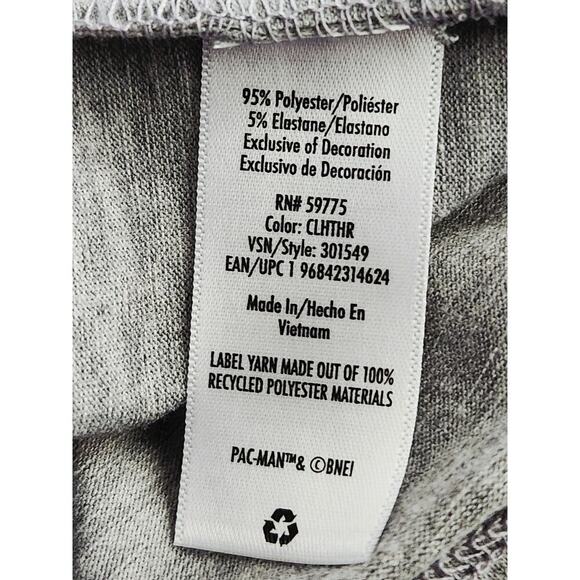 95% Polyester/Poliéster
5% Elastane/Elastano
Exclusive of Decoration
Exclusivo de Decoración
RN# 59775
Color: CLHTHR
VSN/Style: 301549
EAN/UPC 1 96842314624
Made In/Hecho En
Vietnam
LABEL YARN MADE OUT OF 100%
RECYCLED POLYESTER MATERIALS
PAC-MAN™& ©BNEI